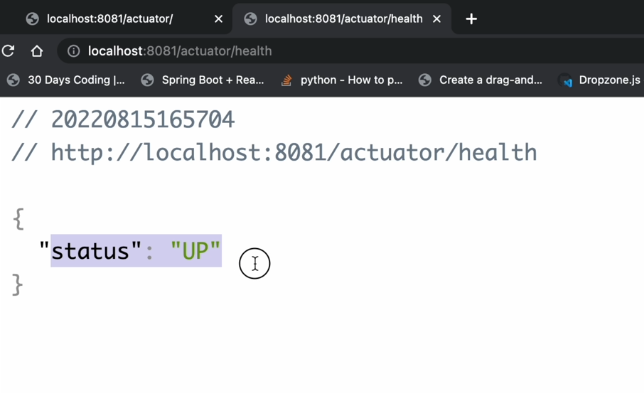 localhost:8081/actuator/
localhost:8081/actuator/health
localhost:8081/actuator/health
30 Days Coding |...
Spring Boot + Rea...
python - How to p...
Create a drag-and...
Dropzone.js
// 20220815165704
// http://localhost:8081/actuator/health
{
"status": "UP"
}